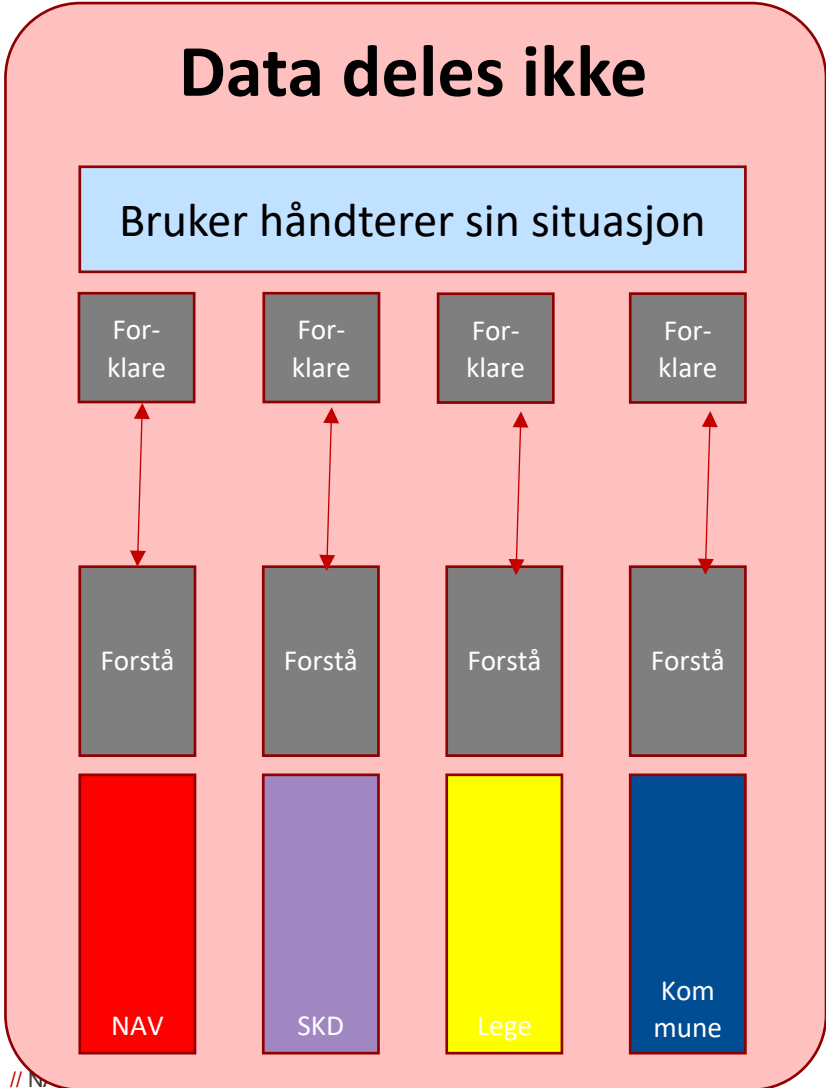 Data deles ikke
Bruker håndterer sin situasjon
For-
klare
For-
klare
For-
klare
For-
klare
Forstå
Forstå
Forstå
Forstå
NAV
SKD
Lege
Kom
mune
//